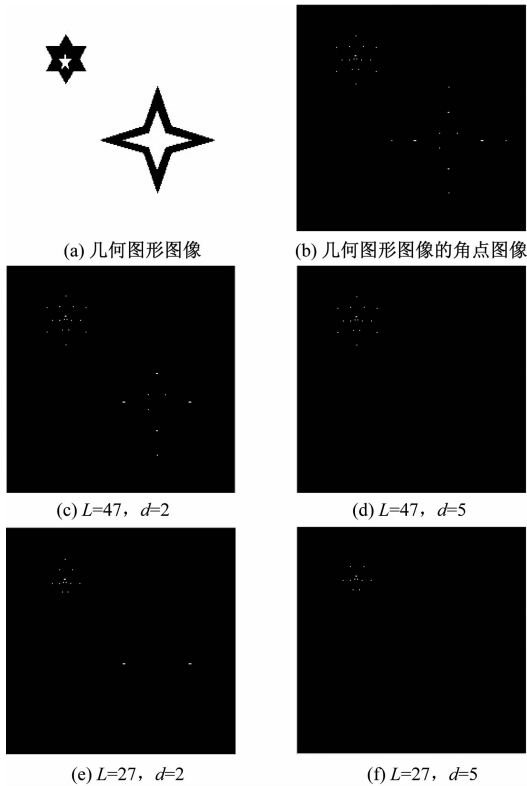 (a) 几何图形图像
(b) 几何图形图像的角点图像
(c) L=47，d=2
(d) L=47，d=5
(e) L=27，d=2
(f) L=27，d=5